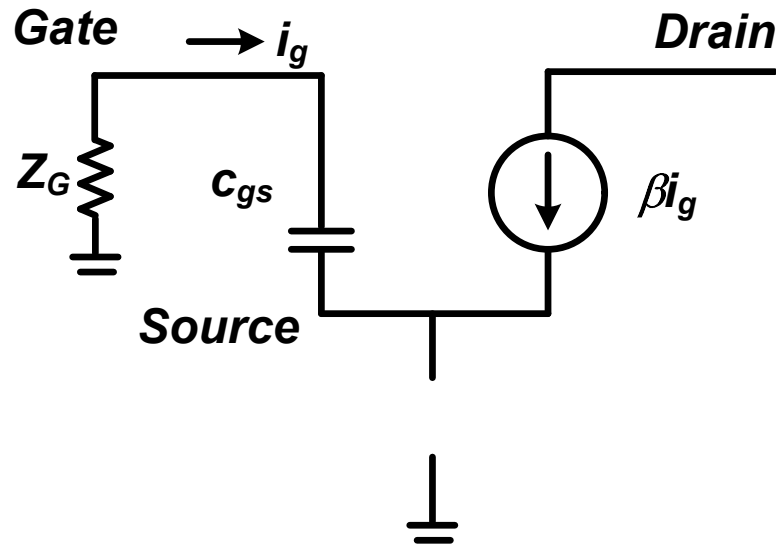 Gate
i_g
Drain
Z_G
c_gs
βi_g
Source